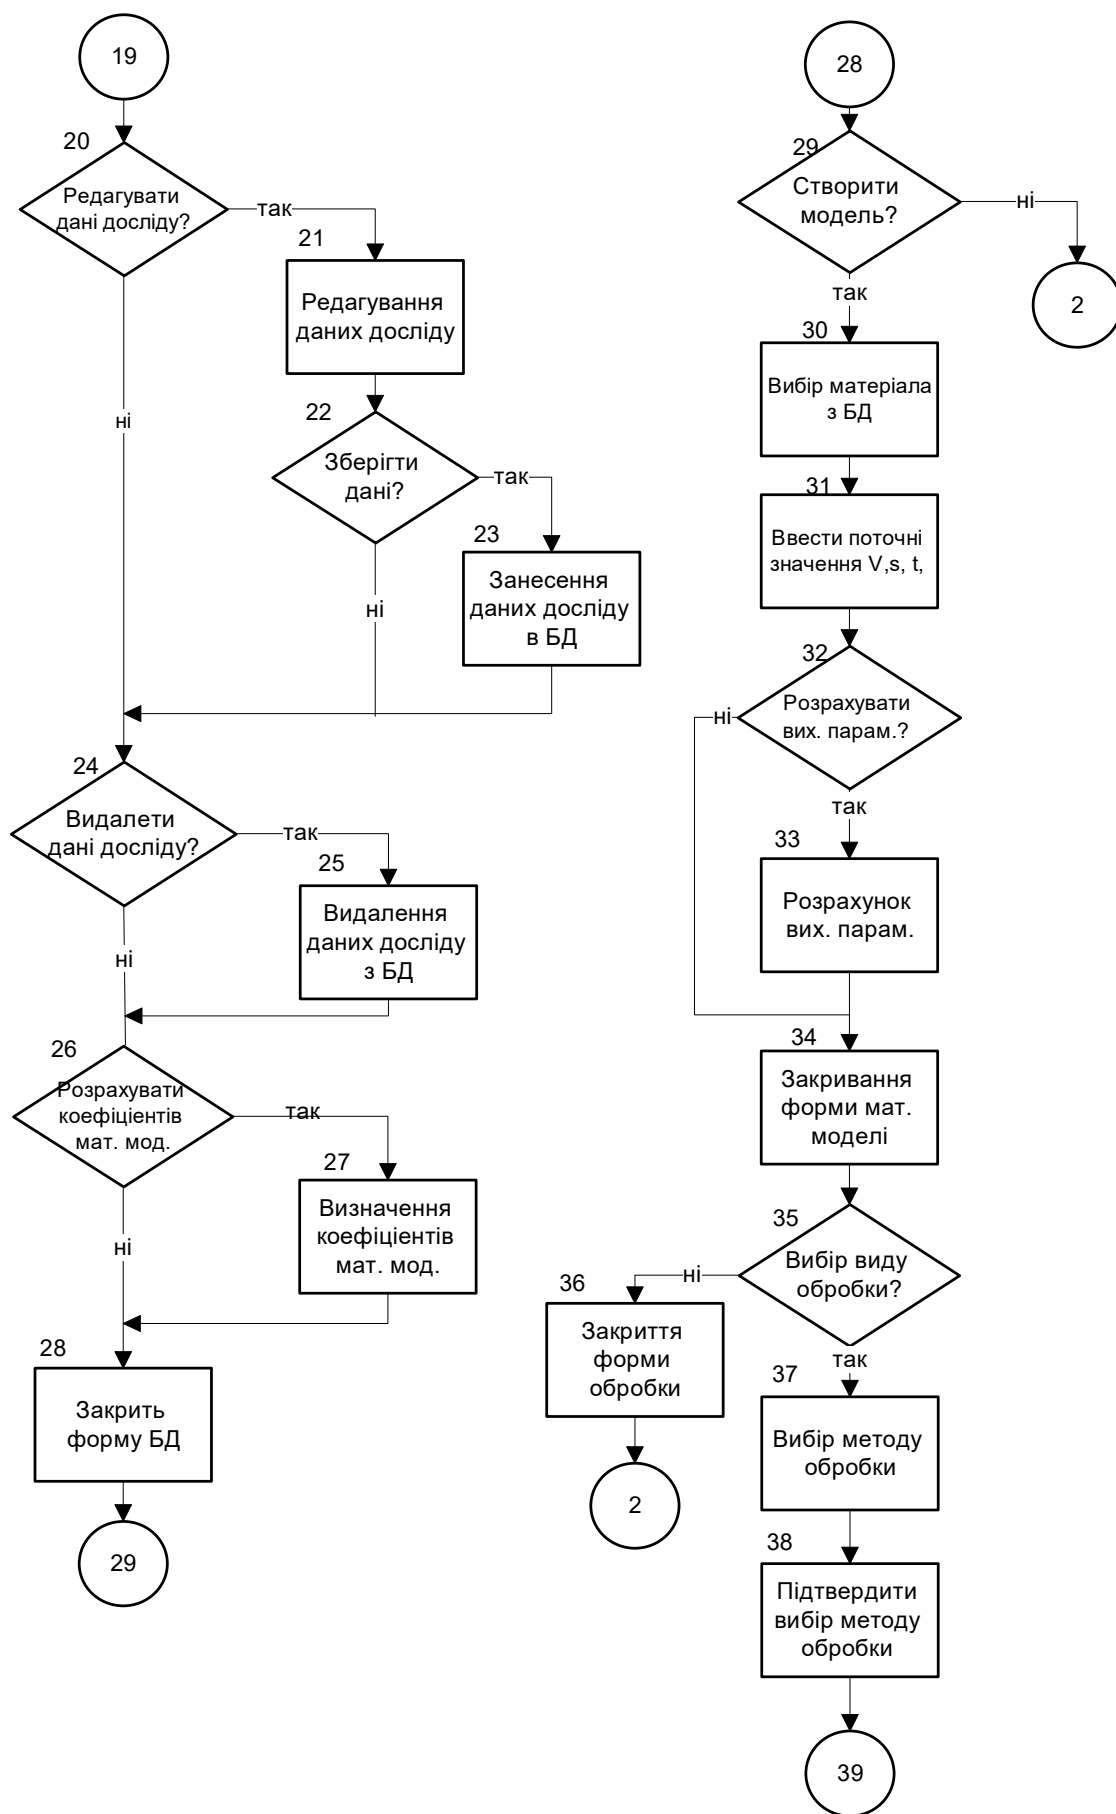 19
20
Редагувати
дані досліду?
так
21
Редагування
даних досліду
ні
22
Зберігти
дані?
так
23
Занесення
даних досліду
в БД
ні
24
Видалети
дані досліду?
так
25
Видалення
даних досліду
з БД
ні
26
Розрахувати
коефіціентів
мат. мод.
так
27
Визначення
коефіціентів
мат. мод.
ні
28
Закрить
форму БД
29
28
29
Створити
модель?
ні
2
так
30
Вибір матеріала
з БД
31
Ввести поточні
значення V,s, t,
32
Розрахувати
вих. парам.?
ні
так
33
Розрахунок
вих. парам.
34
Закривання
форми мат.
моделі
35
Вибір виду
обробки?
ні
36
Закриття
форми
обробки
2
так
37
Вибір методу
обробки
38
Підтвердити
вибір методу
обробки
39